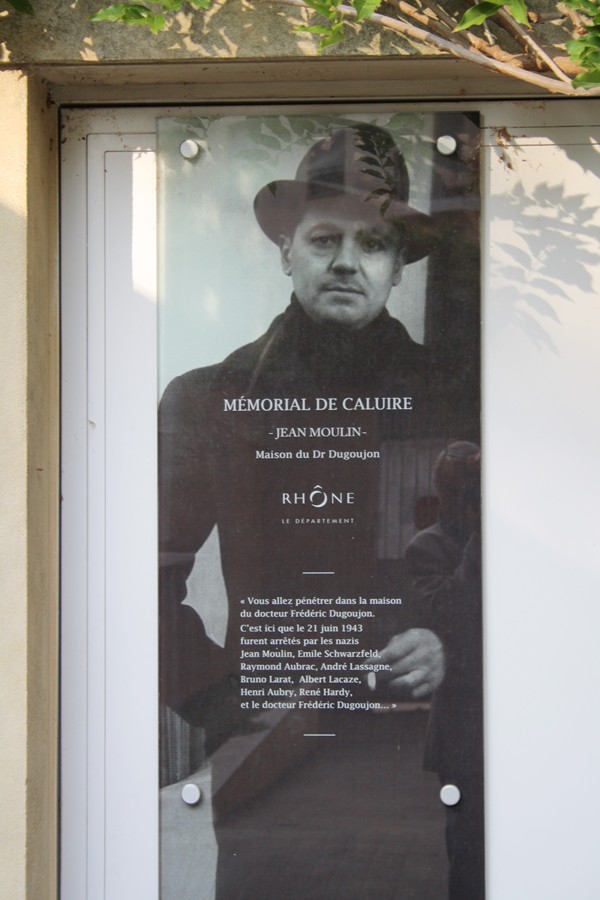 MÉMORIAL DE CALUIRE
- JEAN MOULIN-
Maison du Dr Dugoujon
RHÔNE
LE DÉPARTEMENT
« Vous allez pénétrer dans la maison
du docteur Frédéric Dugoujon.
C'est ici que le 21 juin 1943
furent arrêtés par les nazis
Jean Moulin, Emile Schwarzfeld,
Raymond Aubrac, André Lassagne,
Bruno Larat, Albert Lacaze,
Henri Aubry, René Hardy,
et le docteur Frédéric Dugoujon... »